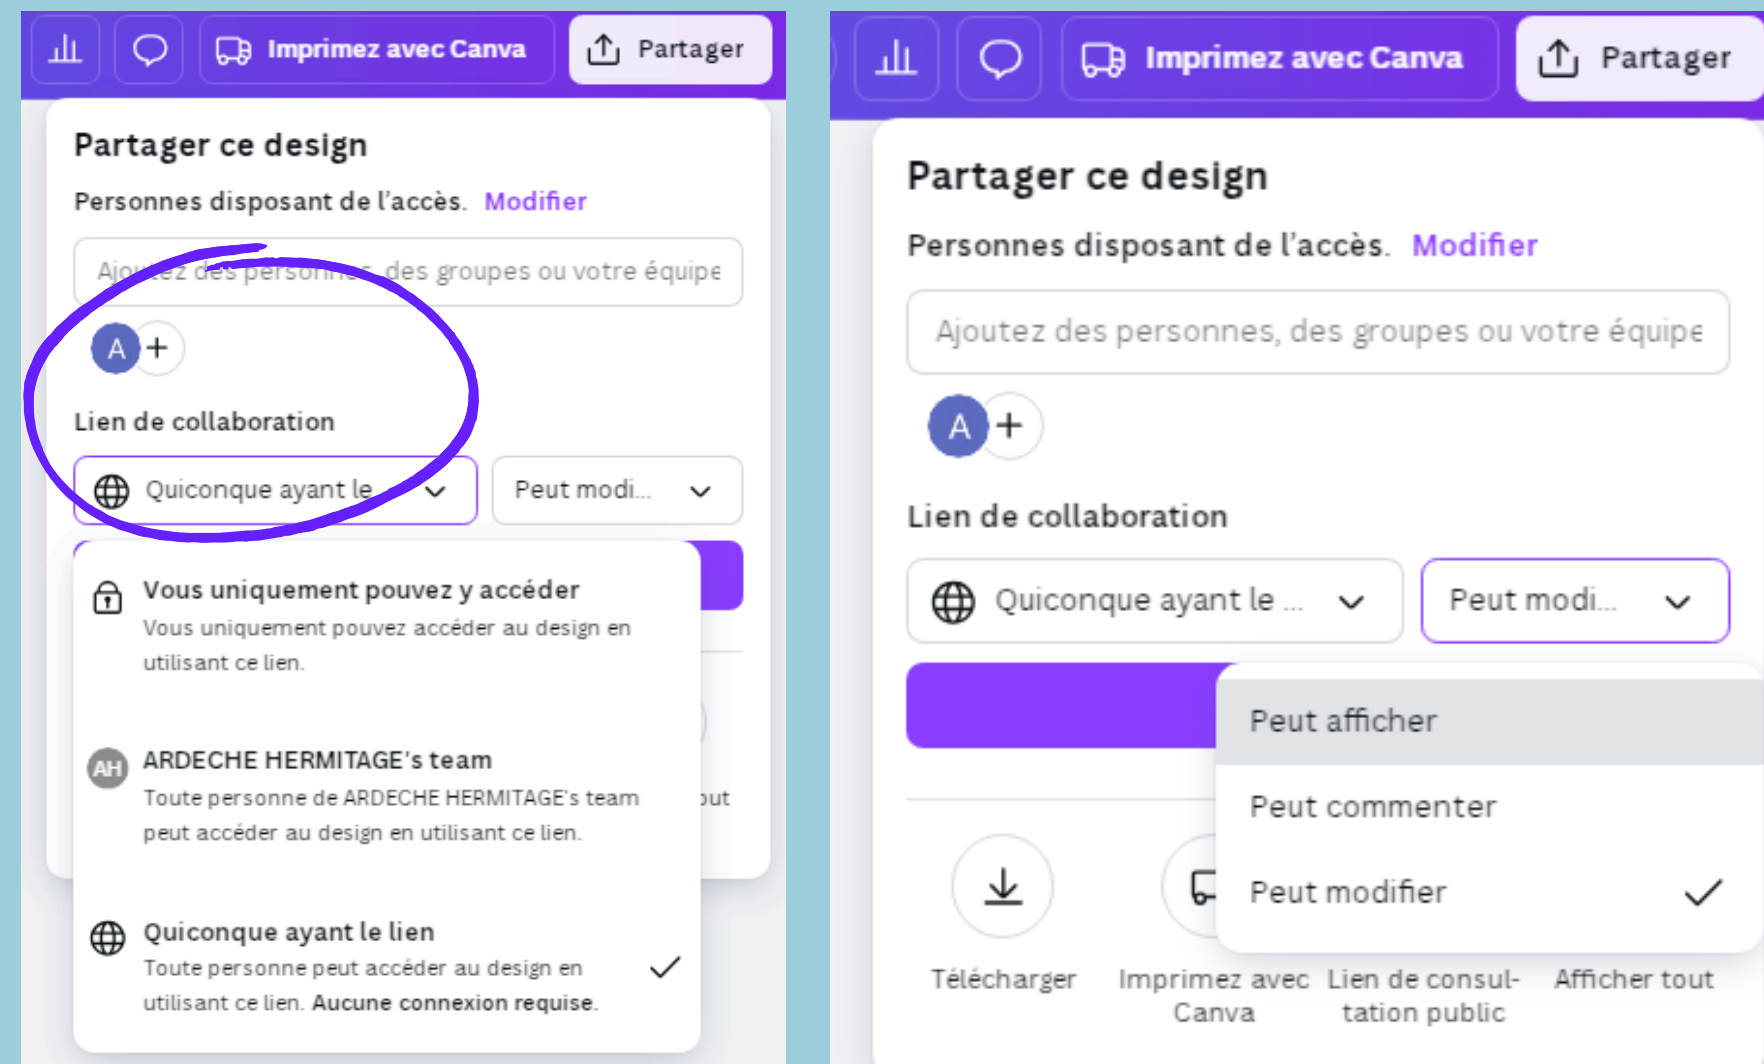 Imprimez avec Canva
Partager
Partager ce design
Personnes disposant de l'accès. Modifier
Ajoutez des personnes, des groupes ou votre équipe
A +
Lien de collaboration
Quiconque ayant le
Peut modi...
Vous uniquement pouvez y accéder
Vous uniquement pouvez accéder au design en
utilisant ce lien.
AH
ARDECHE HERMITAGE's team
Toute personne de ARDECHE HERMITAGE's team
peut accéder au design en utilisant ce lien.
out
Quiconque ayant le lien
Toute personne peut accéder au design en
utilisant ce lien. Aucune connexion requise.
Imprimez avec Canva
Partager
Partager ce design
Personnes disposant de l'accès. Modifier
Ajoutez des personnes, des groupes ou votre équipe
A +
Lien de collaboration
Quiconque ayant le ...
Peut modi...
Peut afficher
Peut commenter
Peut modifier
Télécharger
Imprimez avec
Canva
Lien de consul-
tation public
Afficher tout